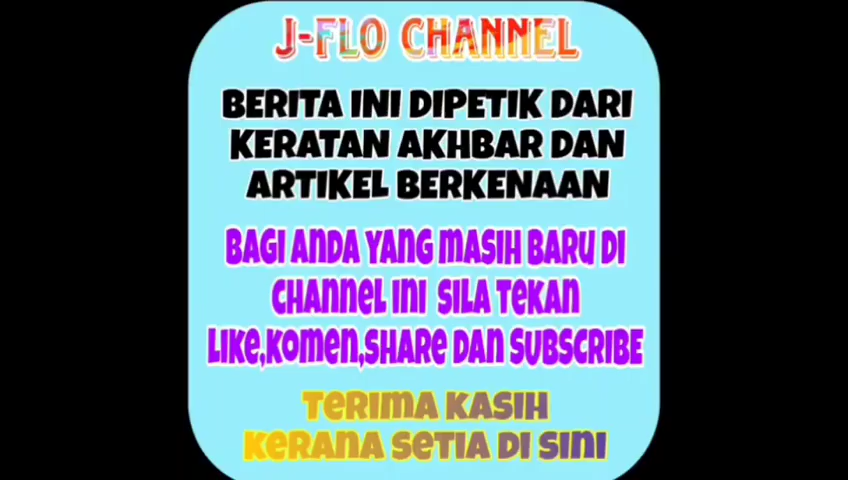 J-FLO CHANNEL
BERITA INI DIPETIK DARI
KERATAN AKHBAR DAN
ARTIKEL BERKENAAN
BAGI ANDA YANG MASIH BARU DI
CHANNEL INI SILA TEKAN
LIKE,KOMEN,SHARE DAN SUBSCRIBE
TERIMA KASIH
KERANA SETIA DI SINI